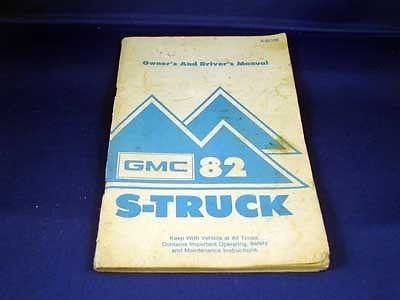 Owner's And Driver's Manual
GMC 82
S-TRUCK
Keep With Vehicle at All Times
Contains Important Operating, Safety
and Maintenance Instructions